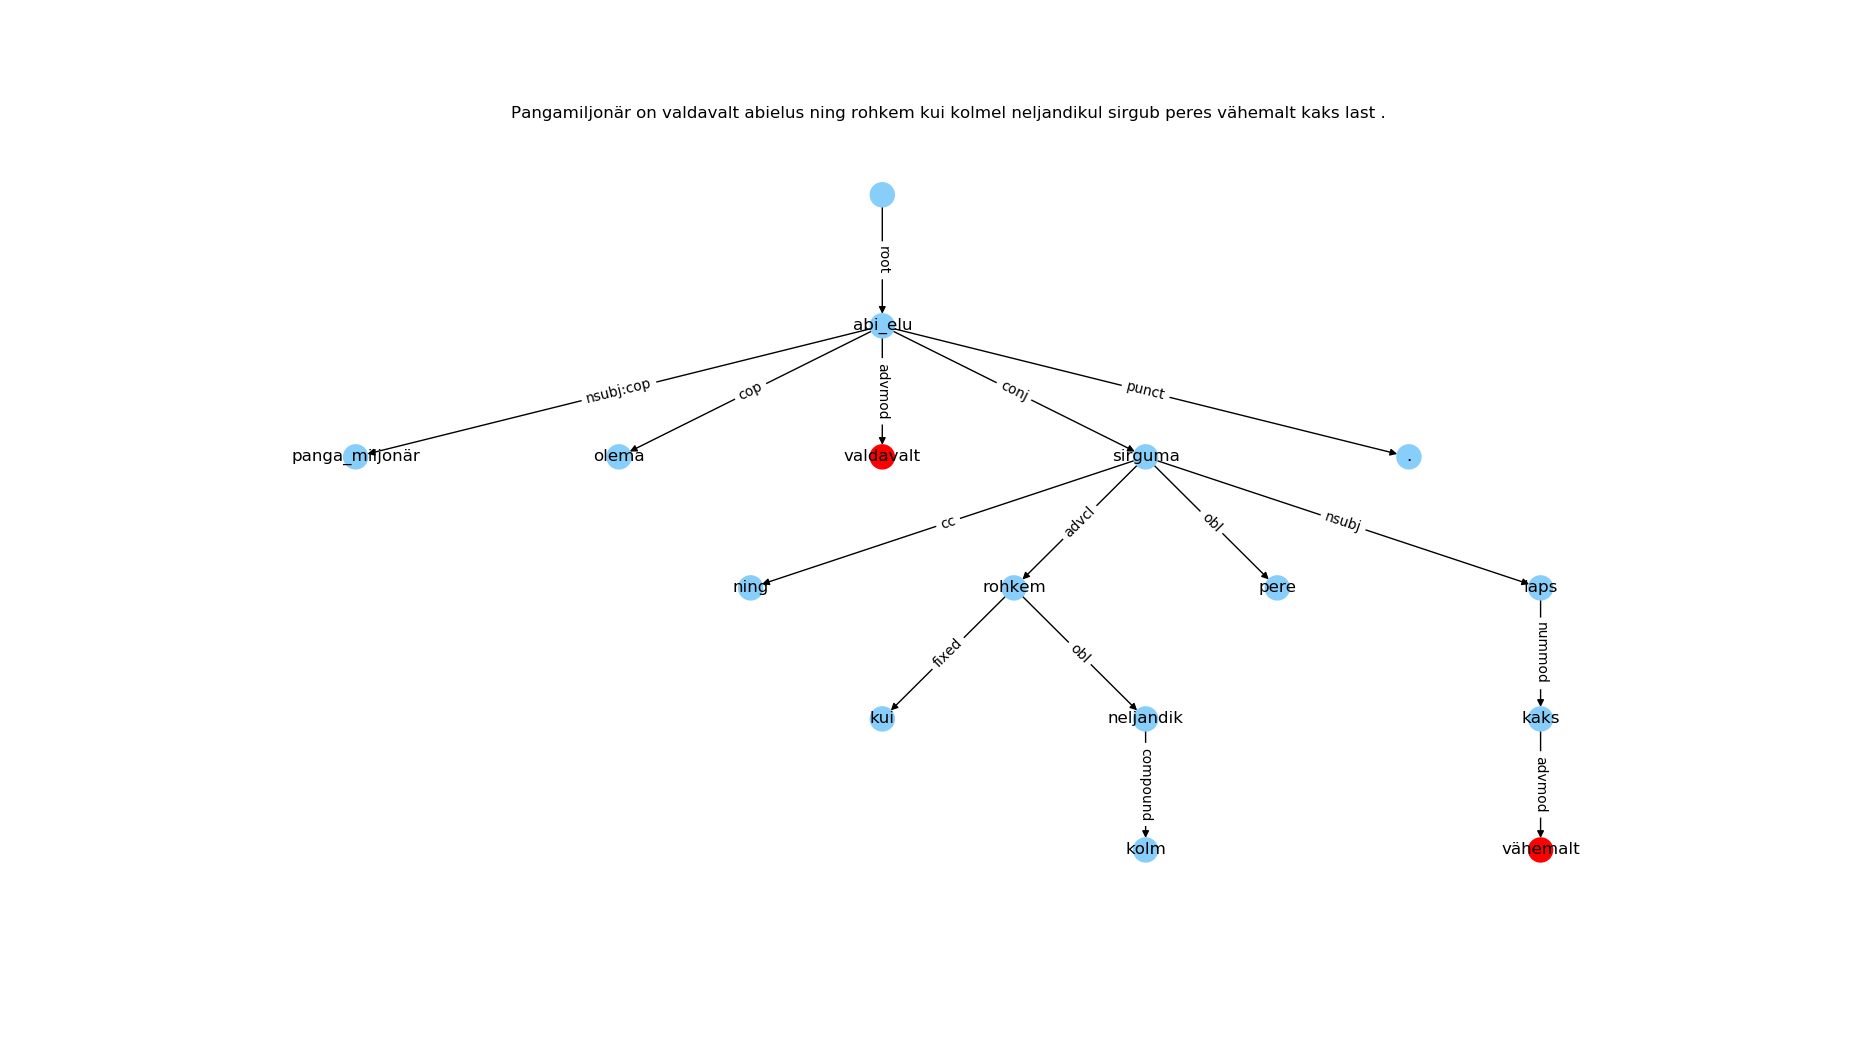 Pangamiljonär on valdavalt abielus ning rohkem kui kolmel neljandikul sirgub peres vähemalt kaks last .
root
abi_elu
nsubj:cop
cop
advmod
conj
punct
panga_miljonär
olema
valdavalt
sirguma
.
cc
advcl
obl
nsubj
ning
rohkem
pere
laps
fixed
obl
nummod
kui
neljandik
kaks
compound
advmod
kolm
vähemalt